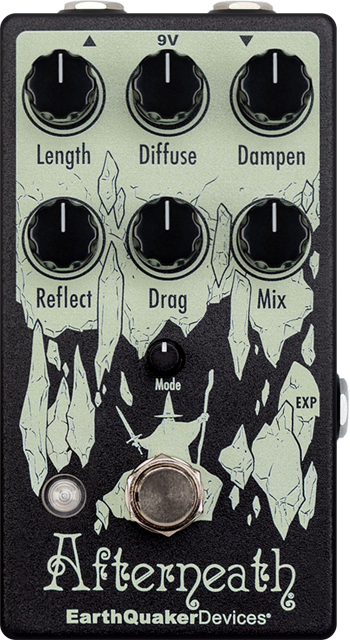 9V
Length Diffuse Dampen
Reflect Drag Mix
Mode
EXP
Afterneath
EarthQuakerDevices®